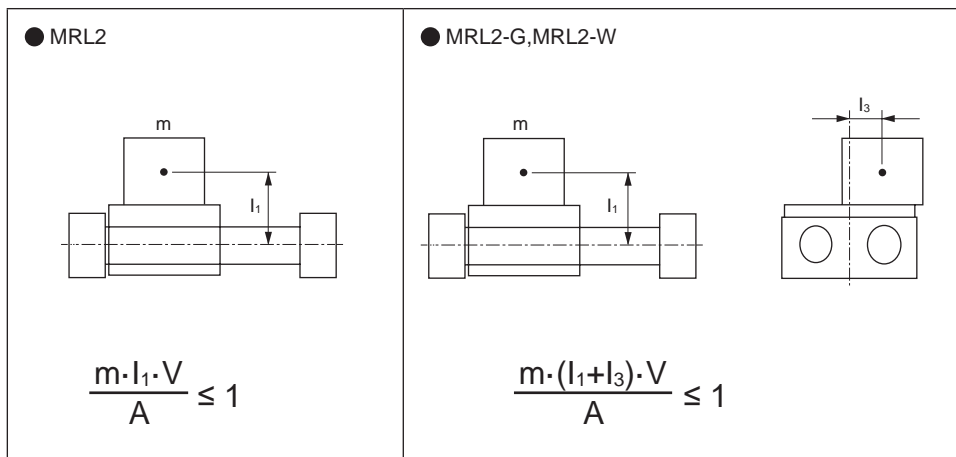 ● MRL2
m
l₁
m·l₁·V
A
≤ 1
● MRL2-G,MRL2-W
m
l₁
l₃
m·(l₁+l₃)·V
A
≤ 1